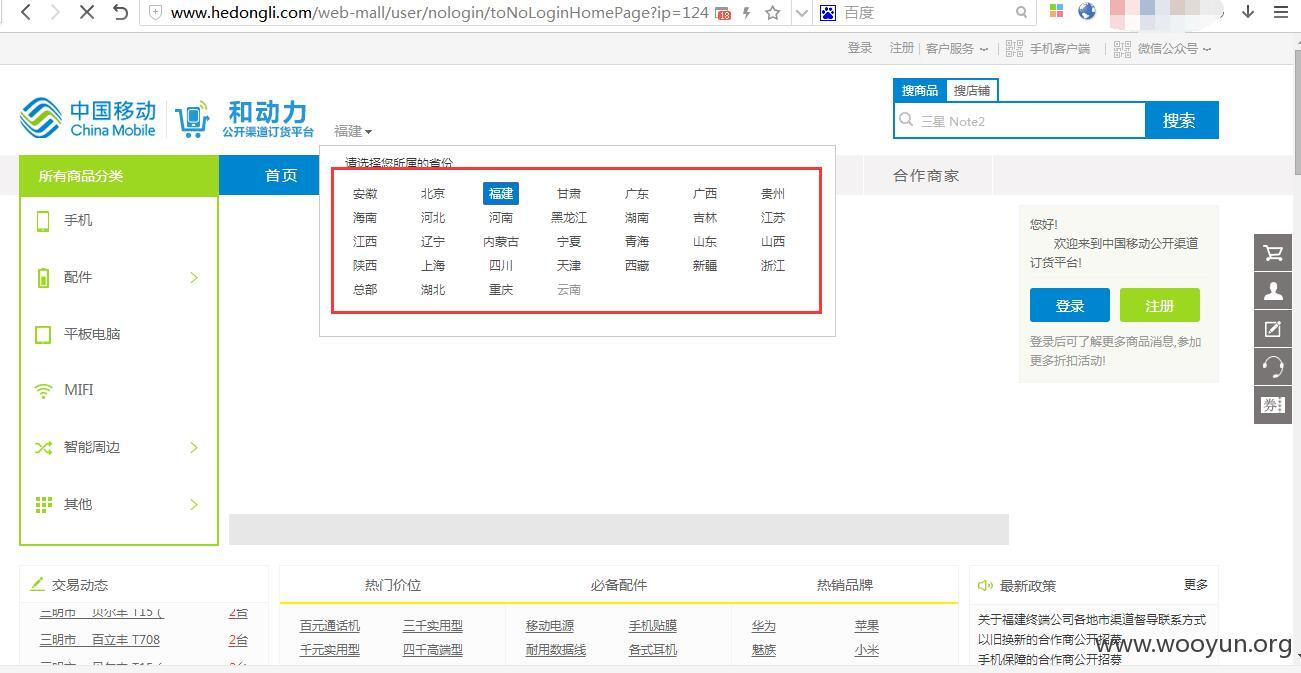 www.hedongli.com/web-mall/user/nologin/toNoLoginHomePage?ip=124
18
百度
登录 注册 客户服务 手机客户端 微信公众号
中国移动
China Mobile
和动力
公开渠道订货平台
福建
搜商品 搜店铺
三星 Note2
搜索
所有商品分类
首页
合作商家
请选择您所属的省份
安徽 北京 福建 甘肃 广东 广西 贵州
海南 河北 河南 黑龙江 湖南 吉林 江苏
江西 辽宁 内蒙古 宁夏 青海 山东 山西
陕西 上海 四川 天津 西藏 新疆 浙江
总部 湖北 重庆 云南
手机
配件
平板电脑
MIFI
智能周边
其他
您好!
欢迎来到中国移动公开渠道
订货平台!
登录 注册
登录后可了解更多商品消息,参加
更多折扣活动!
券
交易动态
三明市 贝尔丰 T15 (
2台
三明市 百立丰 T708
2台
热门价位 必备配件 热销品牌
百元通话机 三千实用型 移动电源 手机贴膜 华为 苹果
千元实用型 四千高端型 耐用数据线 各式耳机 魅族 小米
最新政策 更多
关于福建终端公司各地市渠道督导联系方式
以旧换新的合作商公开招募
手机保障的合作商公开招募
www.wooyun.org